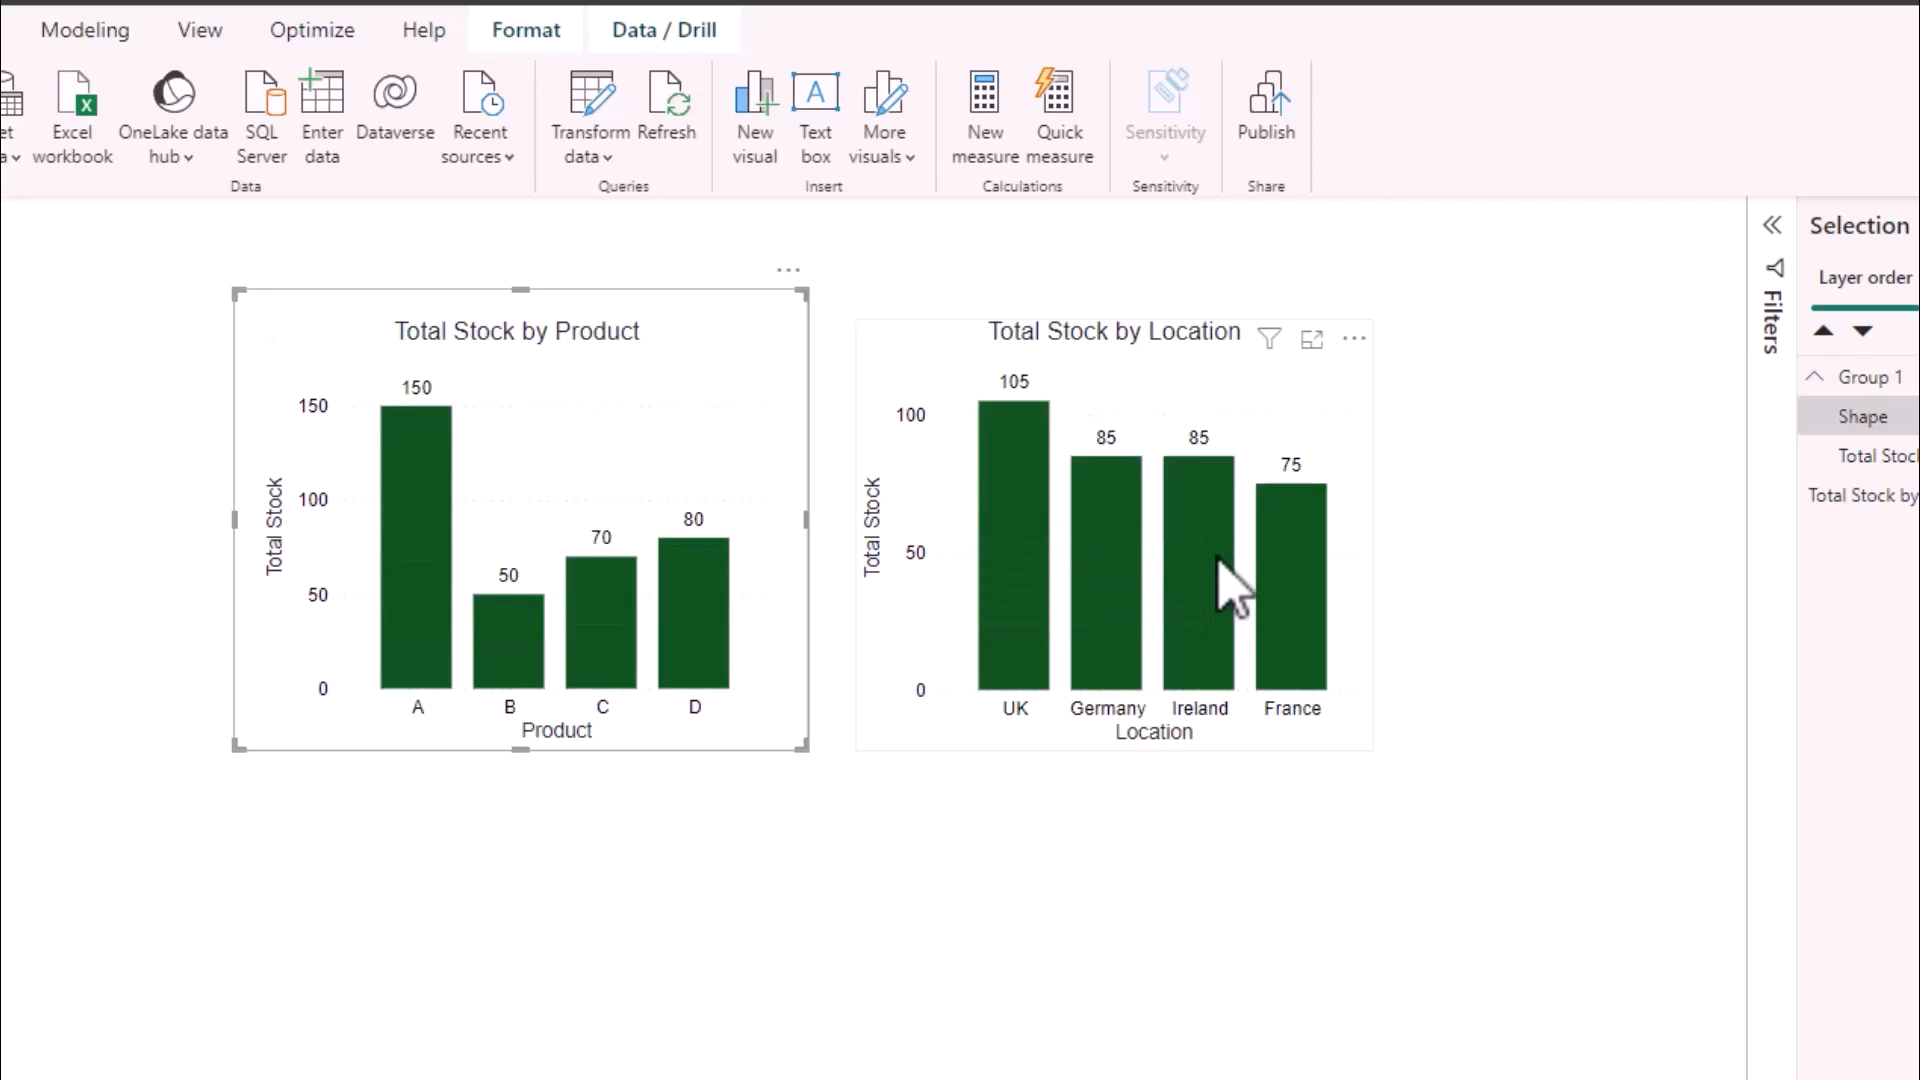 Modeling View Optimize Help Format Data / Drill
Excel workbook
OneLake data hub
SQL Server
Enter data
Dataverse
Recent sources
Transform data
Refresh
New visual
Text box
More visuals
New measure
Quick measure
Sensitivity
Publish
Data Queries Insert Calculations Sensitivity Share
Total Stock by Product
150
150
100
50
0
150
50
70
80
Total Stock
A B C D
Product
Total Stock by Location
100
50
0
105
85
85
75
Total Stock
UK Germany Ireland France
Location
Filters
Selection
Layer order
Group 1
Shape
Total Stoc
Total Stock by